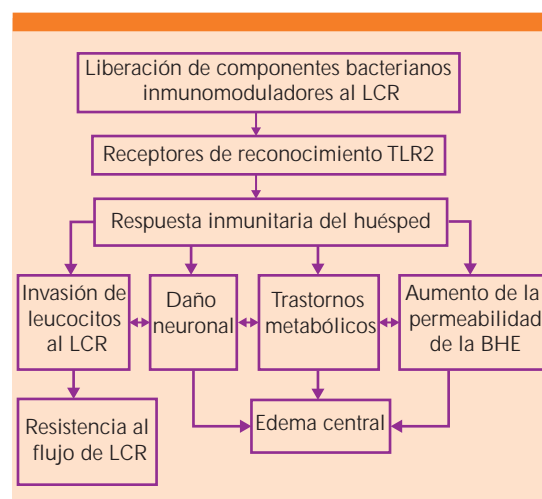 Liberación de componentes bacterianos
inmunomoduladores al LCR
Receptores de reconocimiento TLR2
Respuesta inmunitaria del huésped
Invasión de
leucocitos
al LCR
Daño
neuronal
Trastornos
metabólicos
Aumento de la
permeabilidad
de la BHE
Resistencia al
flujo de LCR
Edema central